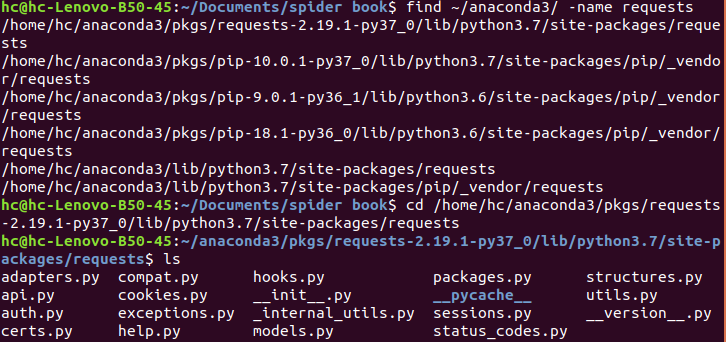 hc@hc-Lenovo-B50-45:~/Documents/spider book$ find ~/anaconda3/ -name requests
/home/hc/anaconda3/pkgs/requests-2.19.1-py37_0/lib/python3.7/site-packages/reque
sts
/home/hc/anaconda3/pkgs/pip-10.0.1-py37_0/lib/python3.7/site-packages/pip/_vendo
r/requests
/home/hc/anaconda3/pkgs/pip-9.0.1-py36_1/lib/python3.6/site-packages/pip/_vendor
/requests
/home/hc/anaconda3/pkgs/pip-18.1-py36_0/lib/python3.6/site-packages/pip/_vendor/
requests
/home/hc/anaconda3/lib/python3.7/site-packages/requests
/home/hc/anaconda3/lib/python3.7/site-packages/pip/_vendor/requests
hc@hc-Lenovo-B50-45:~/Documents/spider book$ cd /home/hc/anaconda3/pkgs/requests
-2.19.1-py37_0/lib/python3.7/site-packages/requests
hc@hc-Lenovo-B50-45:~/anaconda3/pkgs/requests-2.19.1-py37_0/lib/python3.7/site-p
ackages/requests$ ls
adapters.py  compat.py      hooks.py            packages.py      structures.py
api.py       cookies.py     __init__.py         __pycache__      utils.py
auth.py      exceptions.py  _internal_utils.py  sessions.py      __version__.py
certs.py     help.py        models.py           status_codes.py